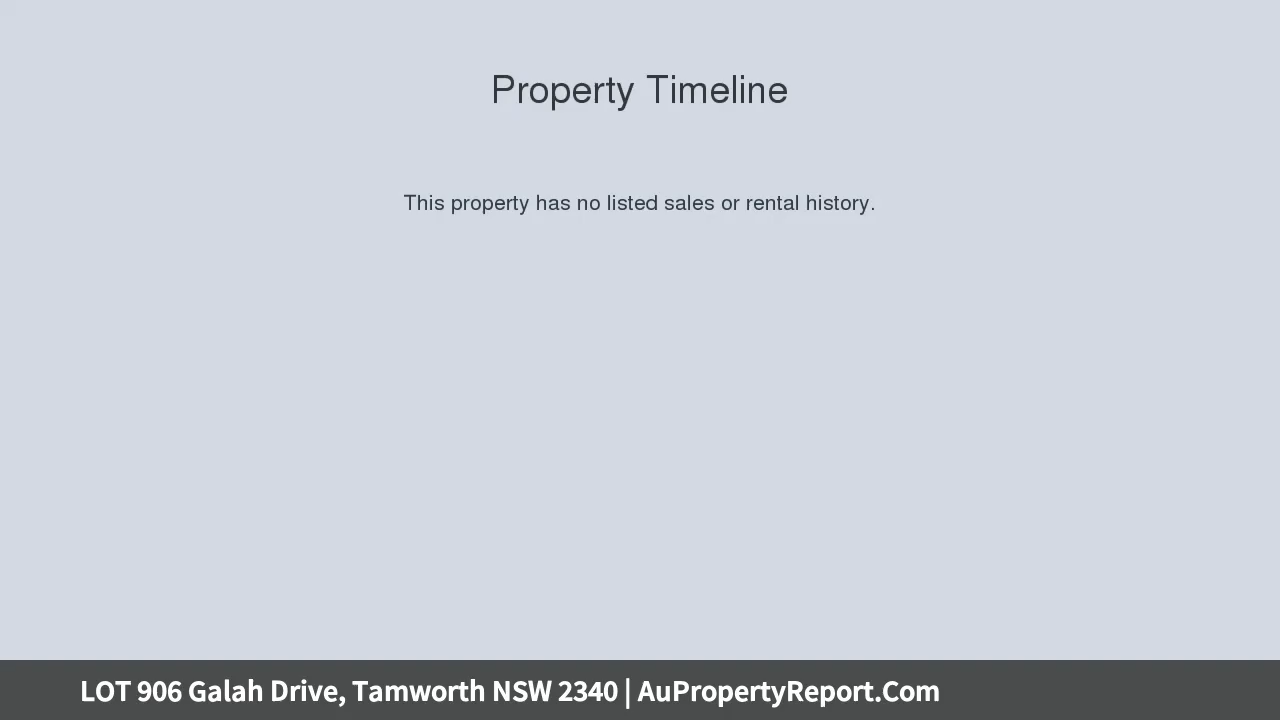 Property Timeline
This property has no listed sales or rental history.
LOT 906 Galah Drive, Tamworth NSW 2340 | AuPropertyReport.Com